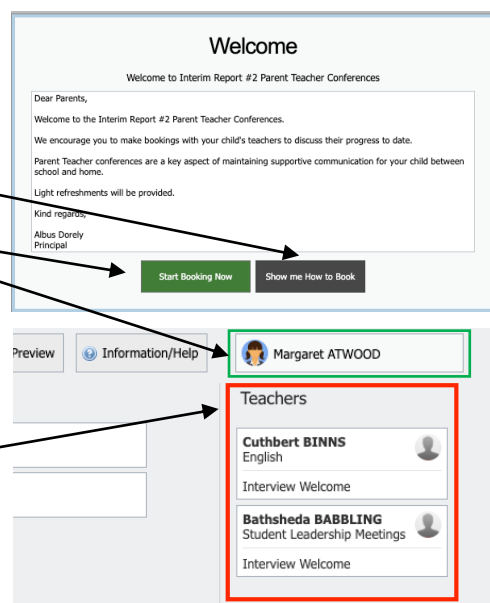 Welcome
Welcome to Interim Report #2 Parent Teacher Conferences
Dear Parents,
Welcome to the Interim Report #2 Parent Teacher Conferences.
We encourage you to make bookings with your child's teachers to discuss their progress to date.
Parent Teacher conferences are a key aspect of maintaining supportive communication for your child between
school and home.
Light refreshments will be provided.
Kind regards,
Albus Dorely
Principal
Start Booking Now
Show me How to Book
Preview
Information/Help
Margaret ATWOOD
Teachers
Cuthbert BINNS
English
Interview Welcome
Bathsheda BABBLING
Student Leadership Meetings
Interview Welcome